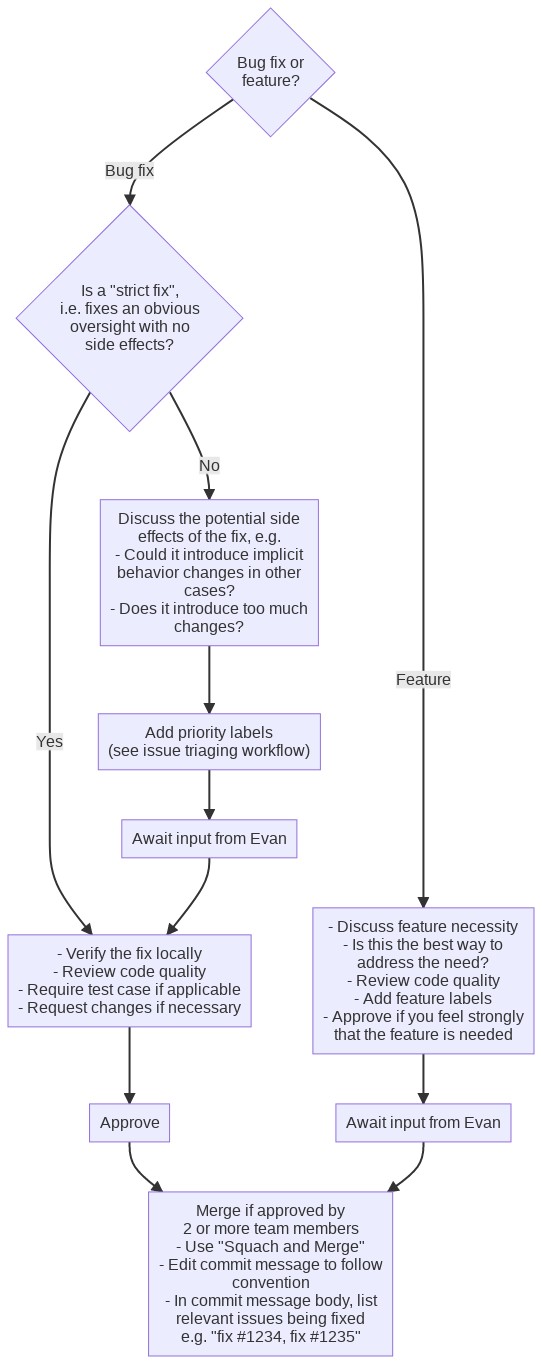 Bug fix or
feature?
Bug fix
Is a "strict fix",
i.e. fixes an obvious
oversight with no
side effects?
No
Discuss the potential side
effects of the fix, e.g.
- Could it introduce implicit
behavior changes in other
cases?
- Does it introduce too much
changes?
Feature
Add priority labels
(see issue triaging workflow)
Yes
Await input from Evan
- Verify the fix locally
- Review code quality
- Require test case if applicable
- Request changes if necessary
- Discuss feature necessity
- Is this the best way to
address the need?
- Review code quality
- Add feature labels
- Approve if you feel strongly
that the feature is needed
Approve
Await input from Evan
Merge if approved by
2 or more team members
- Use "Squach and Merge"
- Edit commit message to follow
convention
- In commit message body, list
relevant issues being fixed
e.g. "fix #1234, fix #1235"